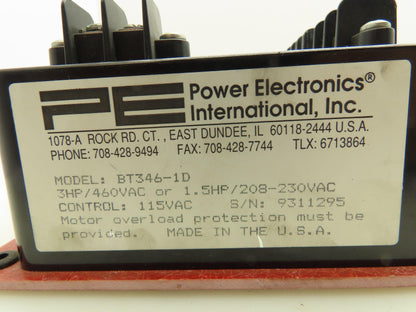 PE Power Electronics®
International, Inc.
1078-A ROCK RD. CT., EAST DUNDEE, IL 60118-2444 U.S.A.
PHONE: 708-428-9494 FAX: 708-428-7744 TLX: 6713864
MODEL: BT346-1D
3HP/460VAC or 1.5HP/208-230VAC
CONTROL: 115VAC S/N: 9311295
Motor overload protection must be
provided. MADE IN THE U.S.A.